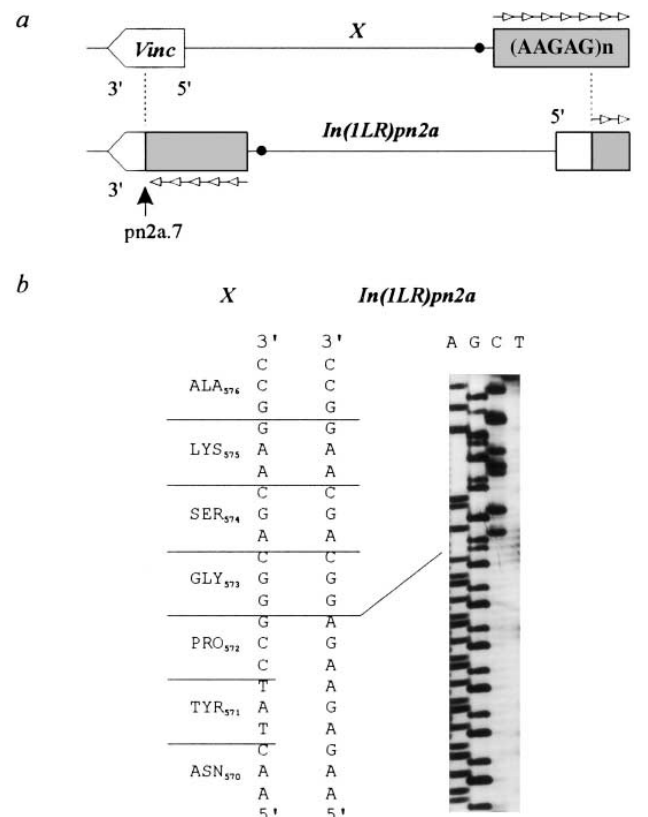 a
Vinc
X
(AAGAG)n
3' 5'
5'
In(1LR)pn2a
3'
pn2a.7
b
X In(1LR)pn2a
3' 3' A G C T
C C
ALA₅₇₆ C C
G G
G G
LYS₅₇₅ A A
A A
C C
SER₅₇₄ G G
A A
C C
GLY₅₇₃ G G
G G
G A
PRO₅₇₂ C G
C A
T A
TYR₅₇₁ A G
T A
C G
ASN₅₇₀ A A
A A
5' 5'